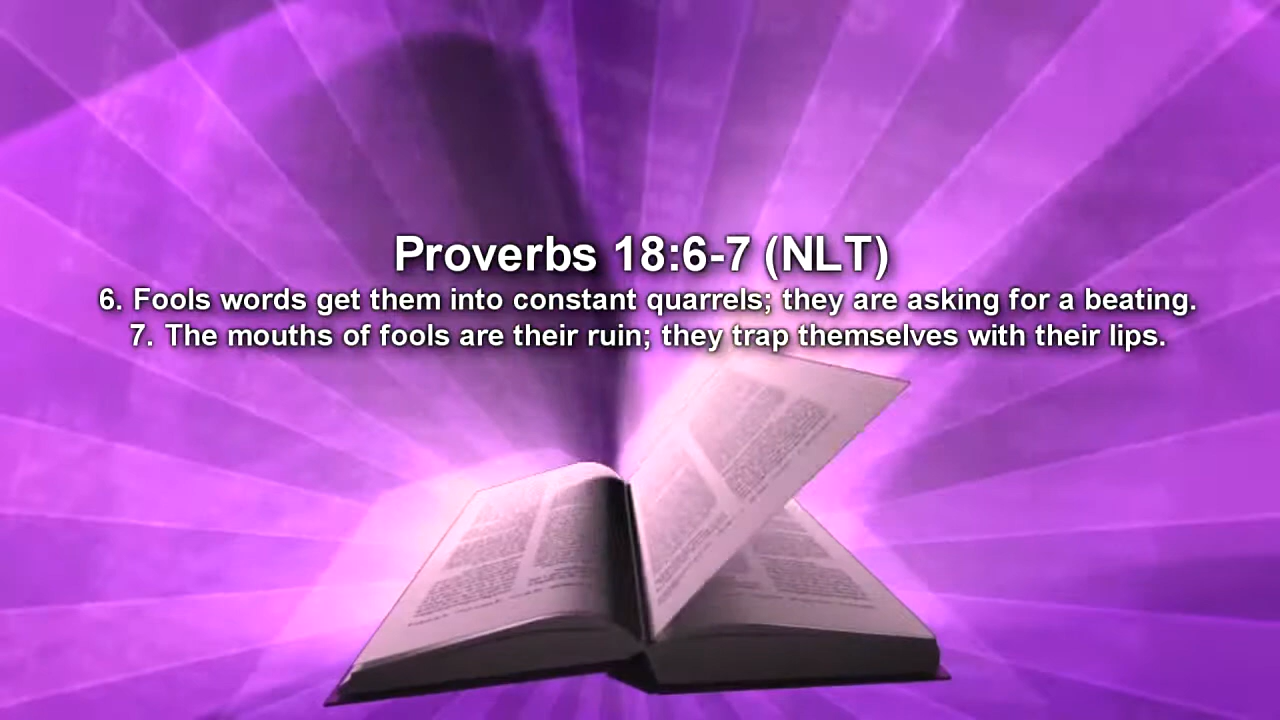 Proverbs 18:6-7 (NLT)
6. Fools words get them into constant quarrels; they are asking for a beating.
7. The mouths of fools are their ruin; they trap themselves with their lips.